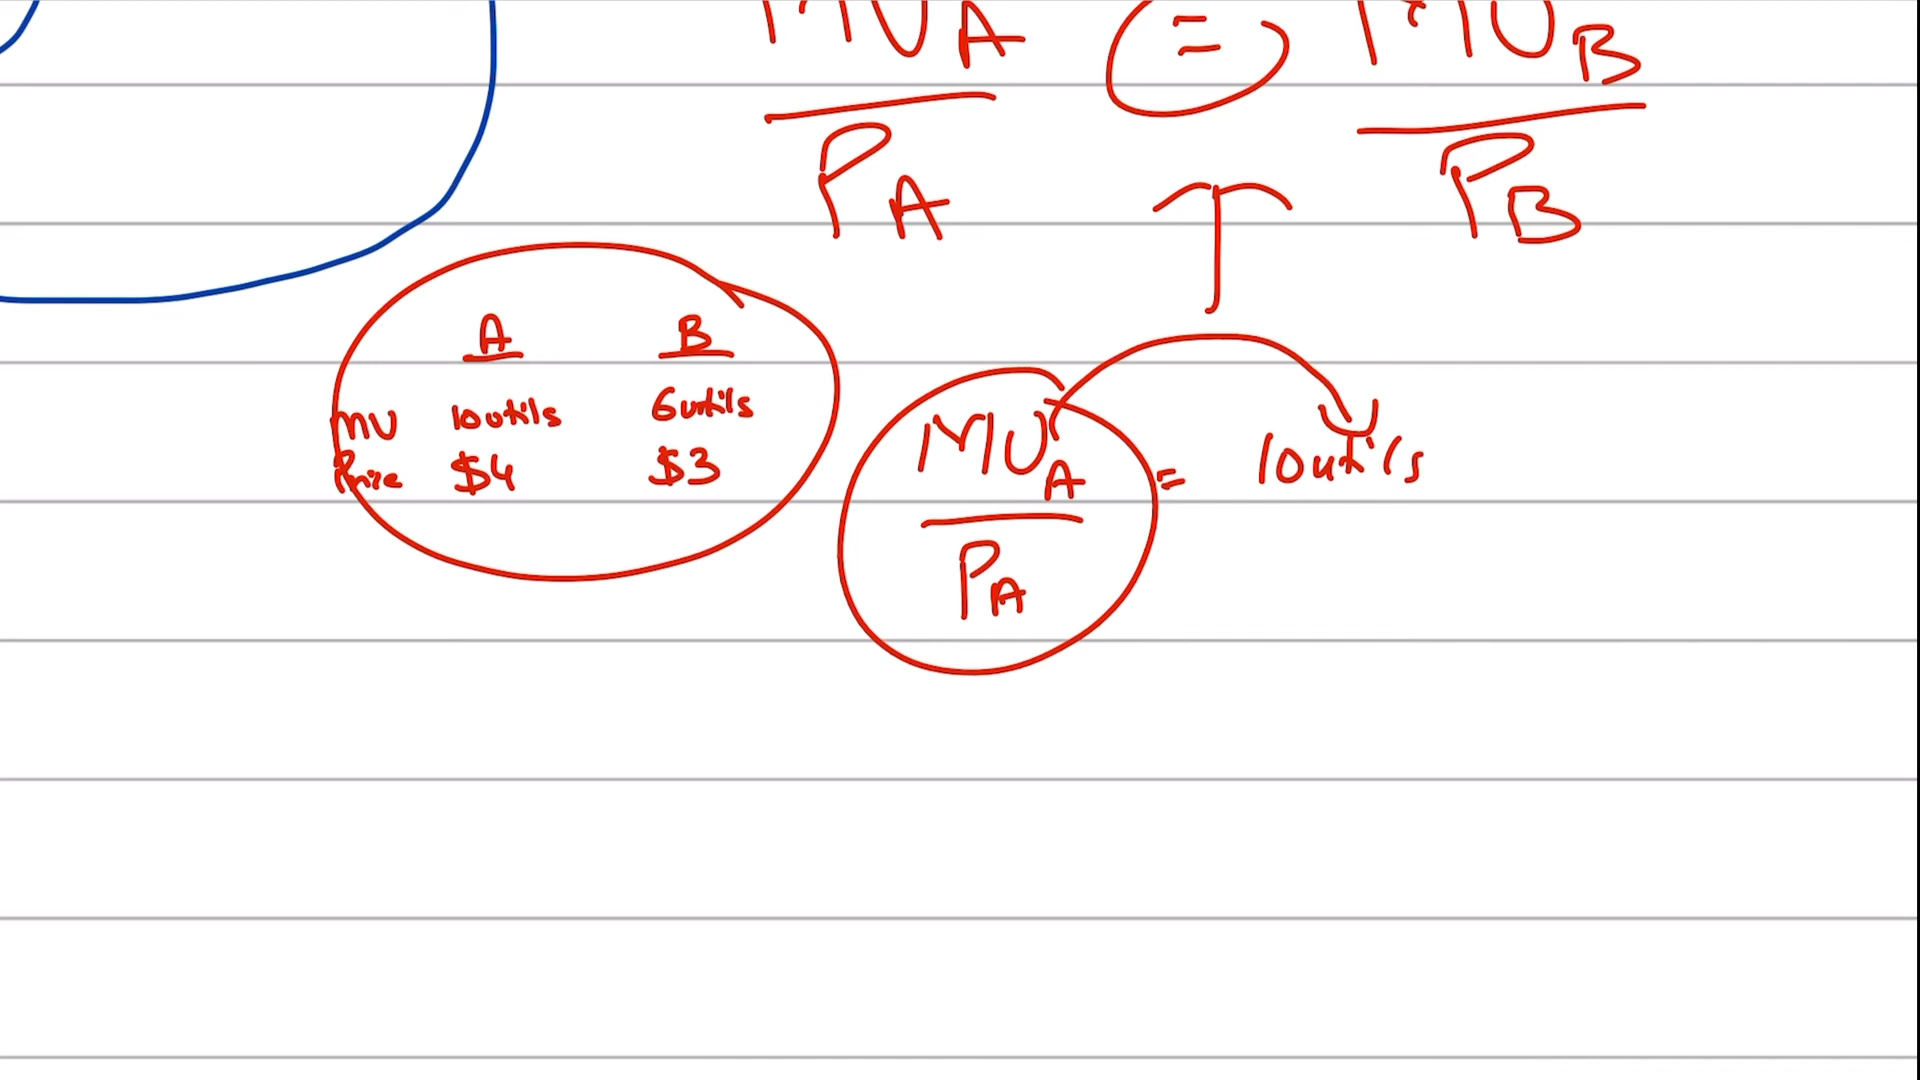 MUA = MUB
PA PB
A B
MU 10utils 6utils
Price $4 $3
MUA = 10utils
PA